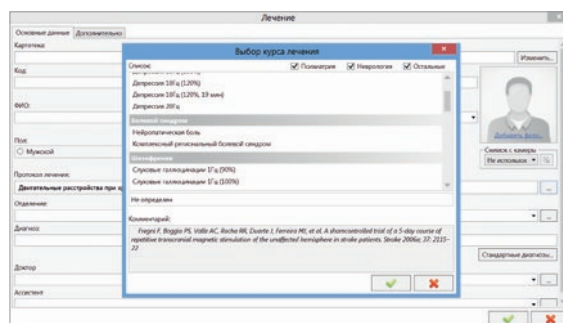 Лечение
Основные данные Дополнительно
Картотека:
Изменить...
Код:
ФИО:
Добавить фото...
Пол:
Мужской
Снимок с камеры
Не использов
Протокол лечения:
Двигательные расстройства при
Отделение:
Диагноз:
Стандартные диагнозы...
Доктор
Ассистент
Выбор курса лечения
Список:
Психиатрия Неврология Остальные
Депрессия 10Гц (120%)
Депрессия 10Гц (120%, 19 мин)
Депрессия 20Гц
Болевой синдром
Нейропатическая боль
Комплексный региональный болевой синдром
Шизофрения
Слуховые галлюцинации 1Гц (90%)
Слуховые галлюцинации 1Гц (100%)
Не определен
Комментарий:
Fregni F, Boggio PS, Valle AC, Rocha RR, Duarte J, Ferreira MJ, et al. A shamcontrolled trial of a 5-day course of
repetitive transcranial magnetic stimulation of the unaffected hemisphere in stroke patients. Stroke 2006a; 37: 2115–
22